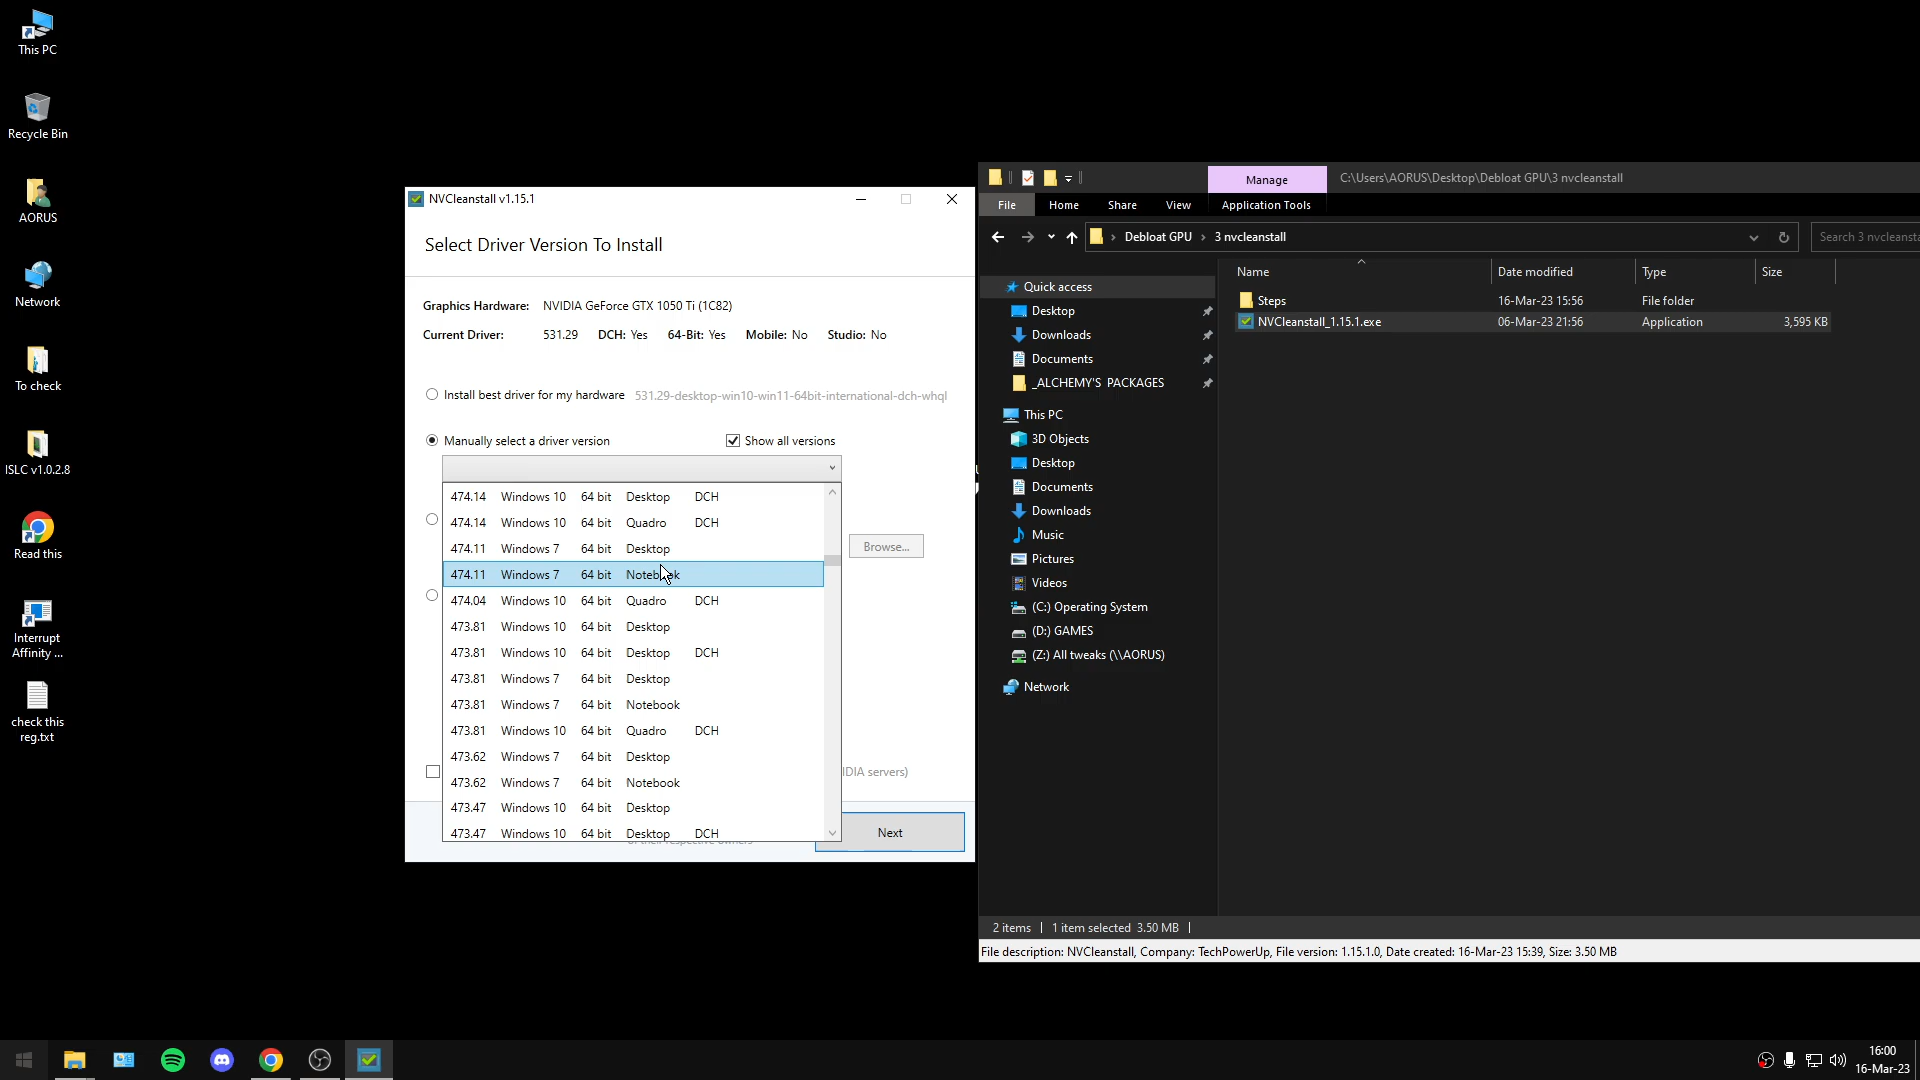 This PC
Recycle Bin
AORUS
Network
To check
ISLC v1.0.2.8
Read this
Interrupt
Affinity ...
check this
reg.txt
NVCleanstall v1.15.1
Select Driver Version To Install
Graphics Hardware: NVIDIA GeForce GTX 1050 Ti (1C82)
Current Driver: 531.29 DCH: Yes 64-Bit: Yes Mobile: No Studio: No
Install best driver for my hardware 531.29-desktop-win10-win11-64bit-international-dch-whql
Manually select a driver version Show all versions
474.14 Windows 10 64 bit Desktop DCH
474.14 Windows 10 64 bit Quadro DCH
474.11 Windows 7 64 bit Desktop
474.11 Windows 7 64 bit Notebook
474.04 Windows 10 64 bit Quadro DCH
473.81 Windows 10 64 bit Desktop
473.81 Windows 10 64 bit Desktop DCH
473.81 Windows 7 64 bit Desktop
473.81 Windows 7 64 bit Notebook
473.81 Windows 10 64 bit Quadro DCH
473.62 Windows 7 64 bit Desktop
473.62 Windows 7 64 bit Notebook
473.47 Windows 10 64 bit Desktop
473.47 Windows 10 64 bit Desktop DCH
Browse...
IDIA servers)
of their respective owners
Next
Manage C:\Users\AORUS\Desktop\Debloat GPU\3 nvcleanstall
File Home Share View Application Tools
Debloat GPU › 3 nvcleanstall
Search 3 nvcleansta
Name Date modified Type Size
Steps 16-Mar-23 15:56 File folder
NVCleanstall_1.15.1.exe 06-Mar-23 21:56 Application 3,595 KB
Quick access
Desktop
Downloads
Documents
_ALCHEMY'S PACKAGES
This PC
3D Objects
Desktop
Documents
Downloads
Music
Pictures
Videos
(C:) Operating System
(D:) GAMES
(Z:) All tweaks (\\AORUS)
Network
2 items 1 item selected 3.50 MB
File description: NVCleanstall, Company: TechPowerUp, File version: 1.15.1.0, Date created: 16-Mar-23 15:39, Size: 3.50 MB
16:00
16-Mar-23